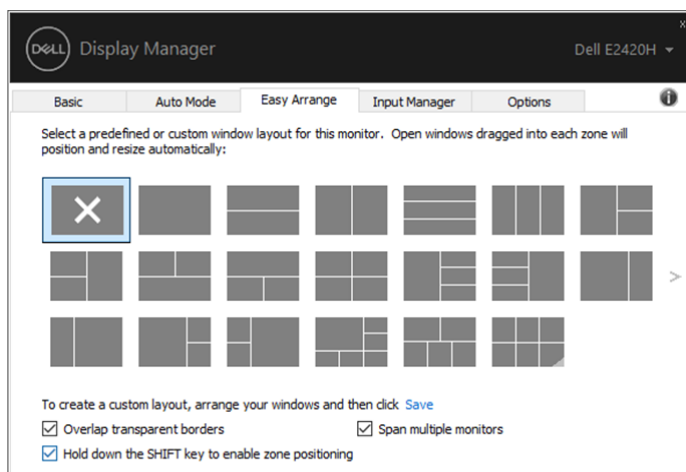 x
DELL Display Manager Dell E2420H
Basic Auto Mode Easy Arrange Input Manager Options
Select a predefined or custom window layout for this monitor. Open windows dragged into each zone will
position and resize automatically:
To create a custom layout, arrange your windows and then click Save
Overlap transparent borders Span multiple monitors
Hold down the SHIFT key to enable zone positioning